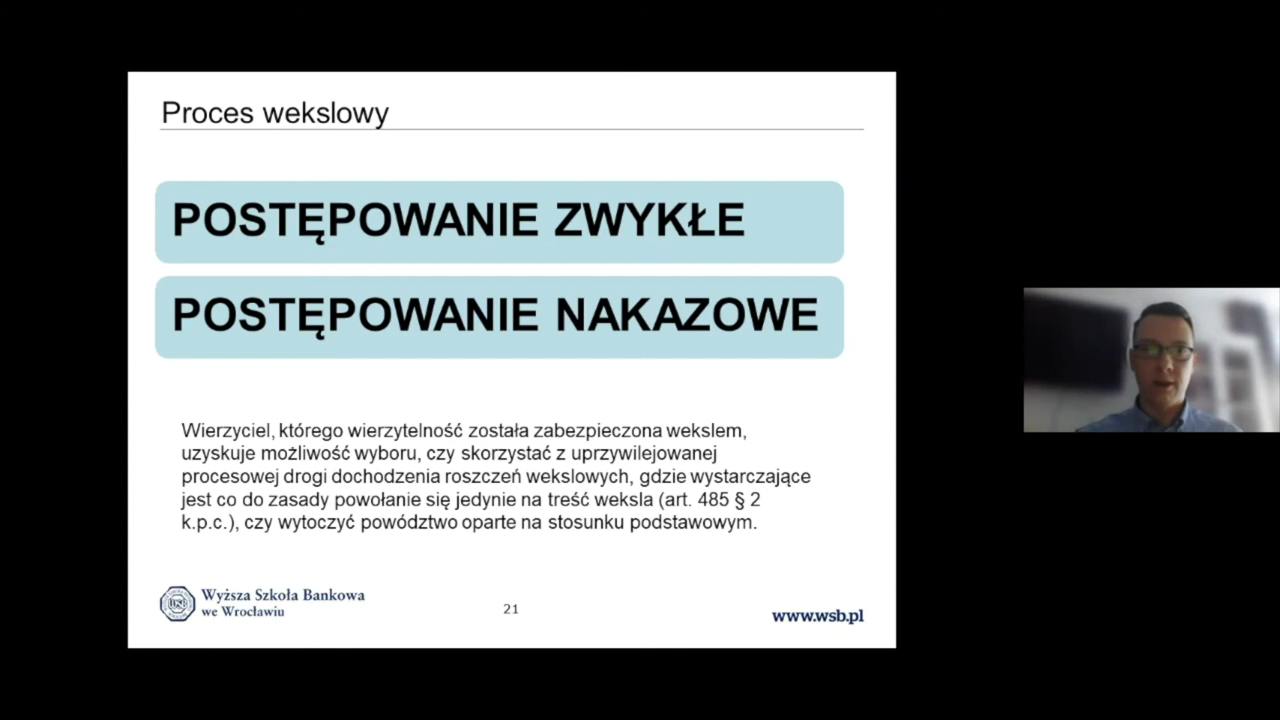 Proces wekslowy
POSTĘPOWANIE ZWYKŁE
POSTĘPOWANIE NAKAZOWE
Wierzyciel, którego wierzytelność została zabezpieczona wekslem,
uzyskuje możliwość wyboru, czy skorzystać z uprzywilejowanej
procesowej drogi dochodzenia roszczeń wekslowych, gdzie wystarczające
jest co do zasady powołanie się jedynie na treść weksla (art. 485 § 2
k.p.c.), czy wytoczyć powództwo oparte na stosunku podstawowym.
WSB
Wyższa Szkoła Bankowa
we Wrocławiu
21
www.wsb.pl